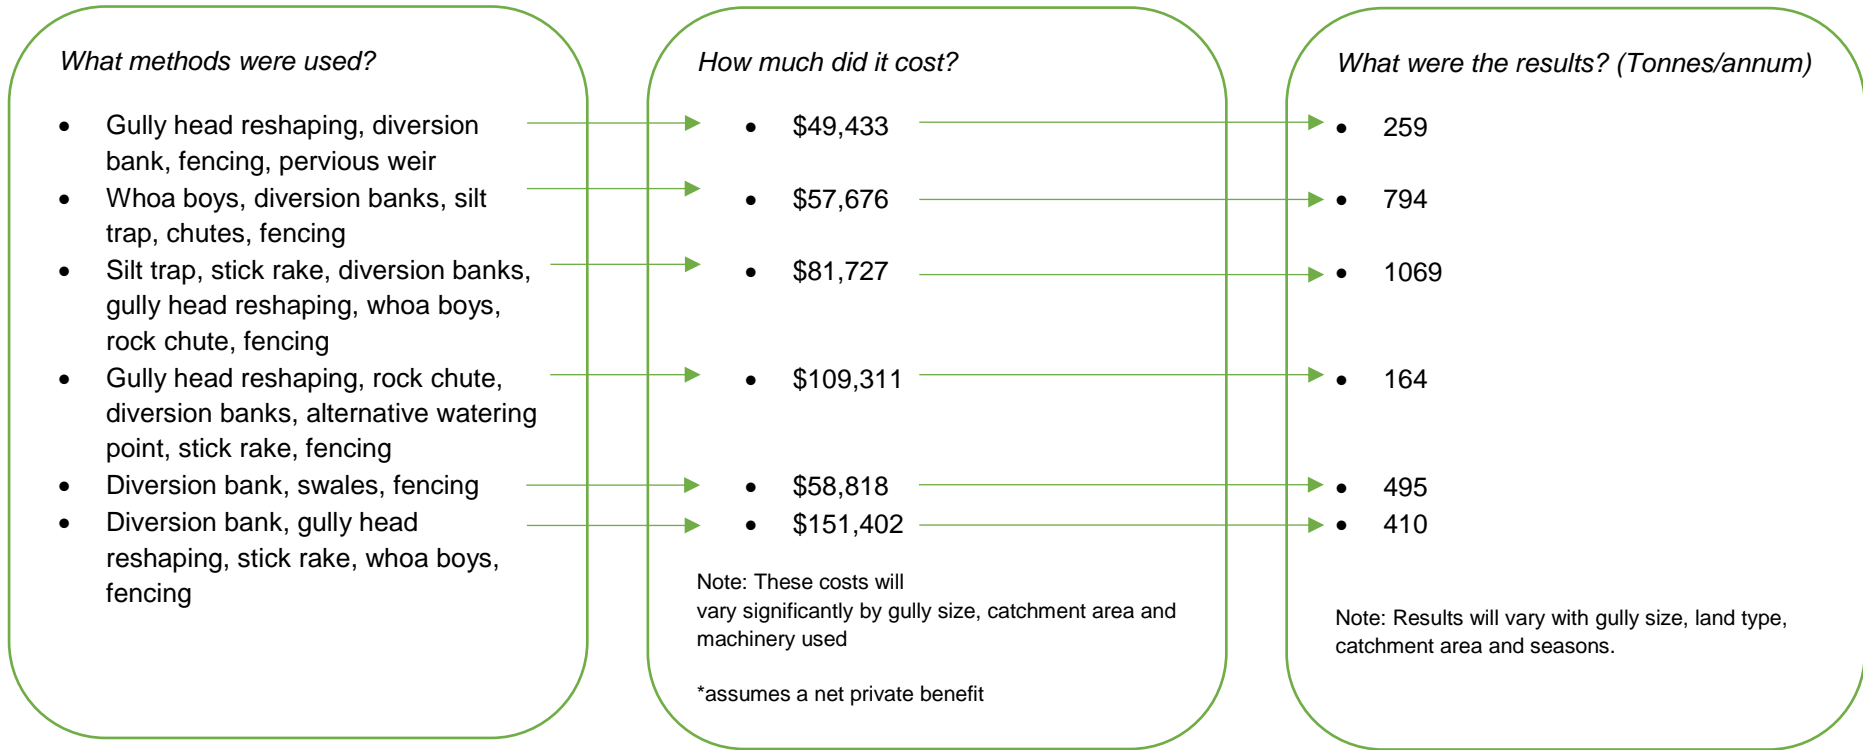 What methods were used?
• Gully head reshaping, diversion
bank, fencing, pervious weir
• Whoa boys, diversion banks, silt
trap, chutes, fencing
• Silt trap, stick rake, diversion banks,
gully head reshaping, whoa boys,
rock chute, fencing
• Gully head reshaping, rock chute,
diversion banks, alternative watering
point, stick rake, fencing
• Diversion bank, swales, fencing
• Diversion bank, gully head
reshaping, stick rake, whoa boys,
fencing
How much did it cost?
• $49,433
• $57,676
• $81,727
• $109,311
• $58,818
• $151,402
Note: These costs will
vary significantly by gully size, catchment area and
machinery used
*assumes a net private benefit
What were the results? (Tonnes/annum)
• 259
• 794
• 1069
• 164
• 495
• 410
Note: Results will vary with gully size, land type,
catchment area and seasons.